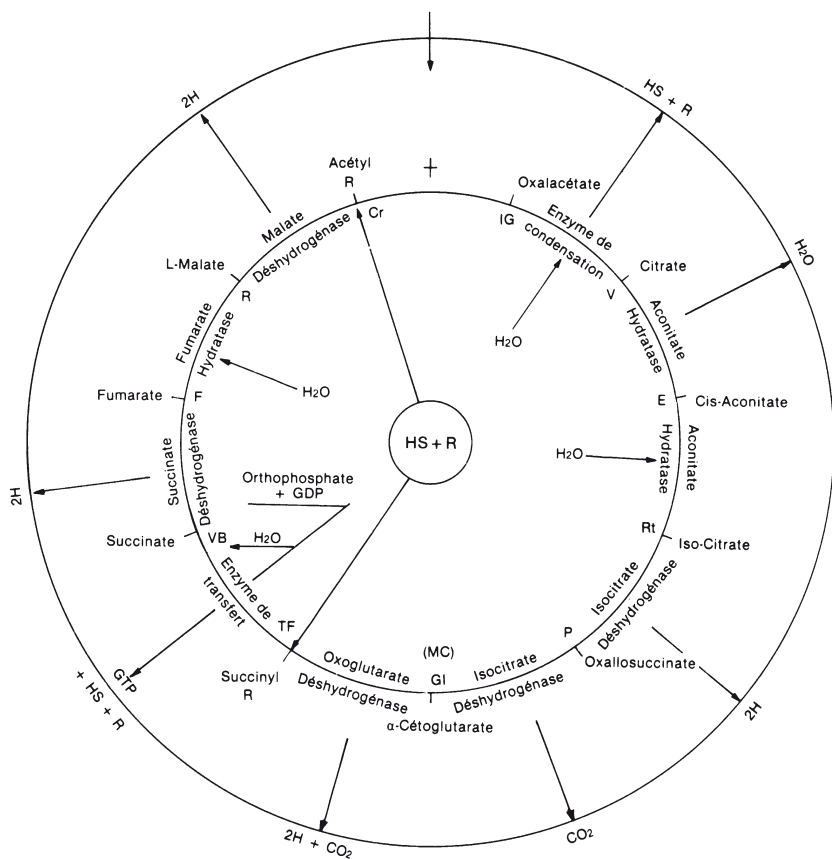 2H
HS + R
Acétyl
R
+
Oxalacétate
Malate
Déshydrogénase
Cr
IG
Enzyme de
condensation
L-Malate
R
Citrate
V
H₂O
Fumarate
Hydratase
Aconitate
Hydratase
H₂O
H₂O
Fumarate
F
E
Cis-Aconitate
HS + R
Succinate
Déshydrogénase
Aconitate
Hydratase
H₂O
2H
Orthophosphate
+ GDP
Succinate
VB
H₂O
Rt
Iso-Citrate
Enzyme de
transfert
Isocitrate
Déshydrogénase
TF
P
Oxallosuccinate
(MC)
GI
T
Succinyl
R
Oxoglutarate
Déshydrogénase
Isocitrate
Déshydrogénase
α-Cétoglutarate
GTP
+ HS + R
2H
2H + CO₂
CO₂